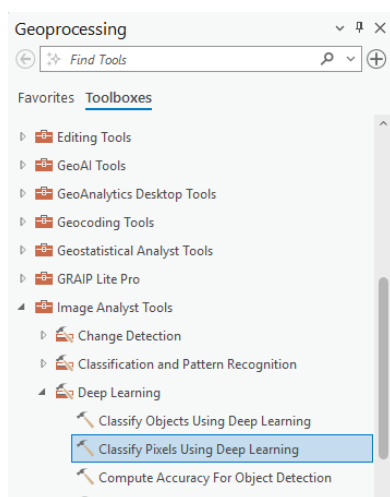 Geoprocessing
Find Tools
Favorites Toolboxes
Editing Tools
GeoAI Tools
GeoAnalytics Desktop Tools
Geocoding Tools
Geostatistical Analyst Tools
GRAIP Lite Pro
Image Analyst Tools
Change Detection
Classification and Pattern Recognition
Deep Learning
Classify Objects Using Deep Learning
Classify Pixels Using Deep Learning
Compute Accuracy For Object Detection